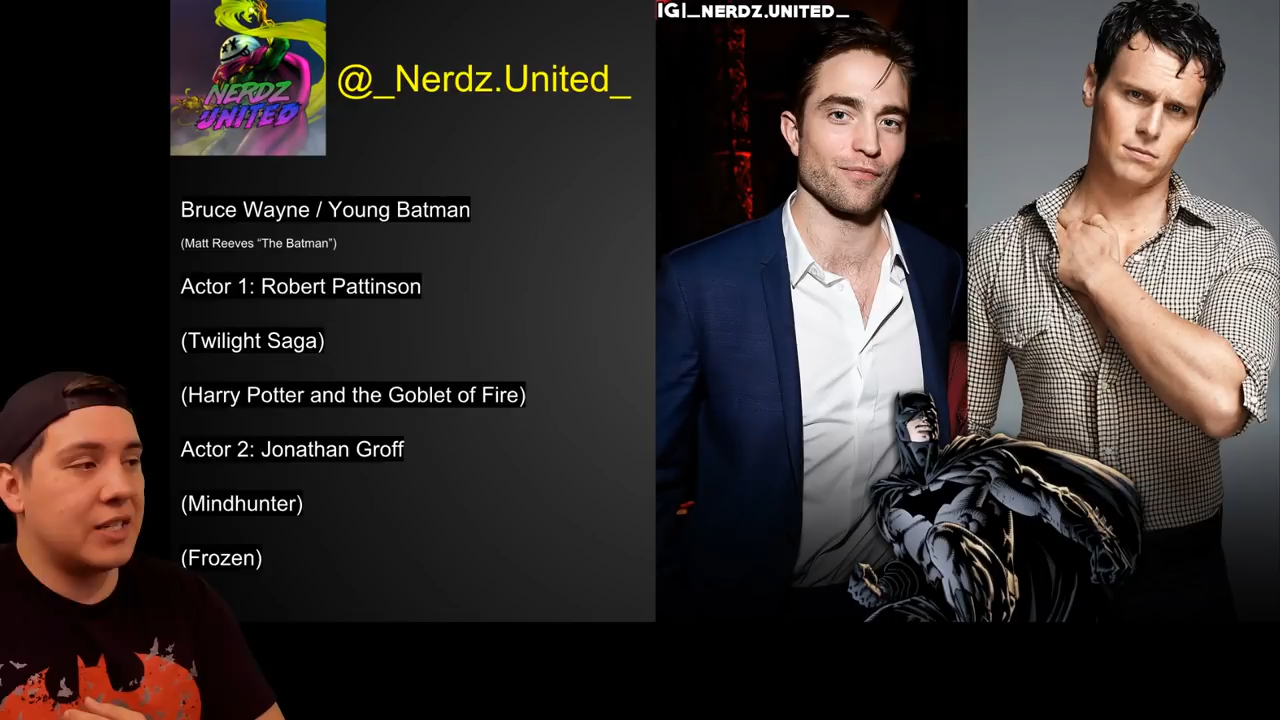 IG|_NERDZ.UNITED_
NERDZ
UNITED
@_Nerdz.United_
Bruce Wayne / Young Batman
(Matt Reeves “The Batman”)
Actor 1: Robert Pattinson
(Twilight Saga)
(Harry Potter and the Goblet of Fire)
Actor 2: Jonathan Groff
(Mindhunter)
(Frozen)